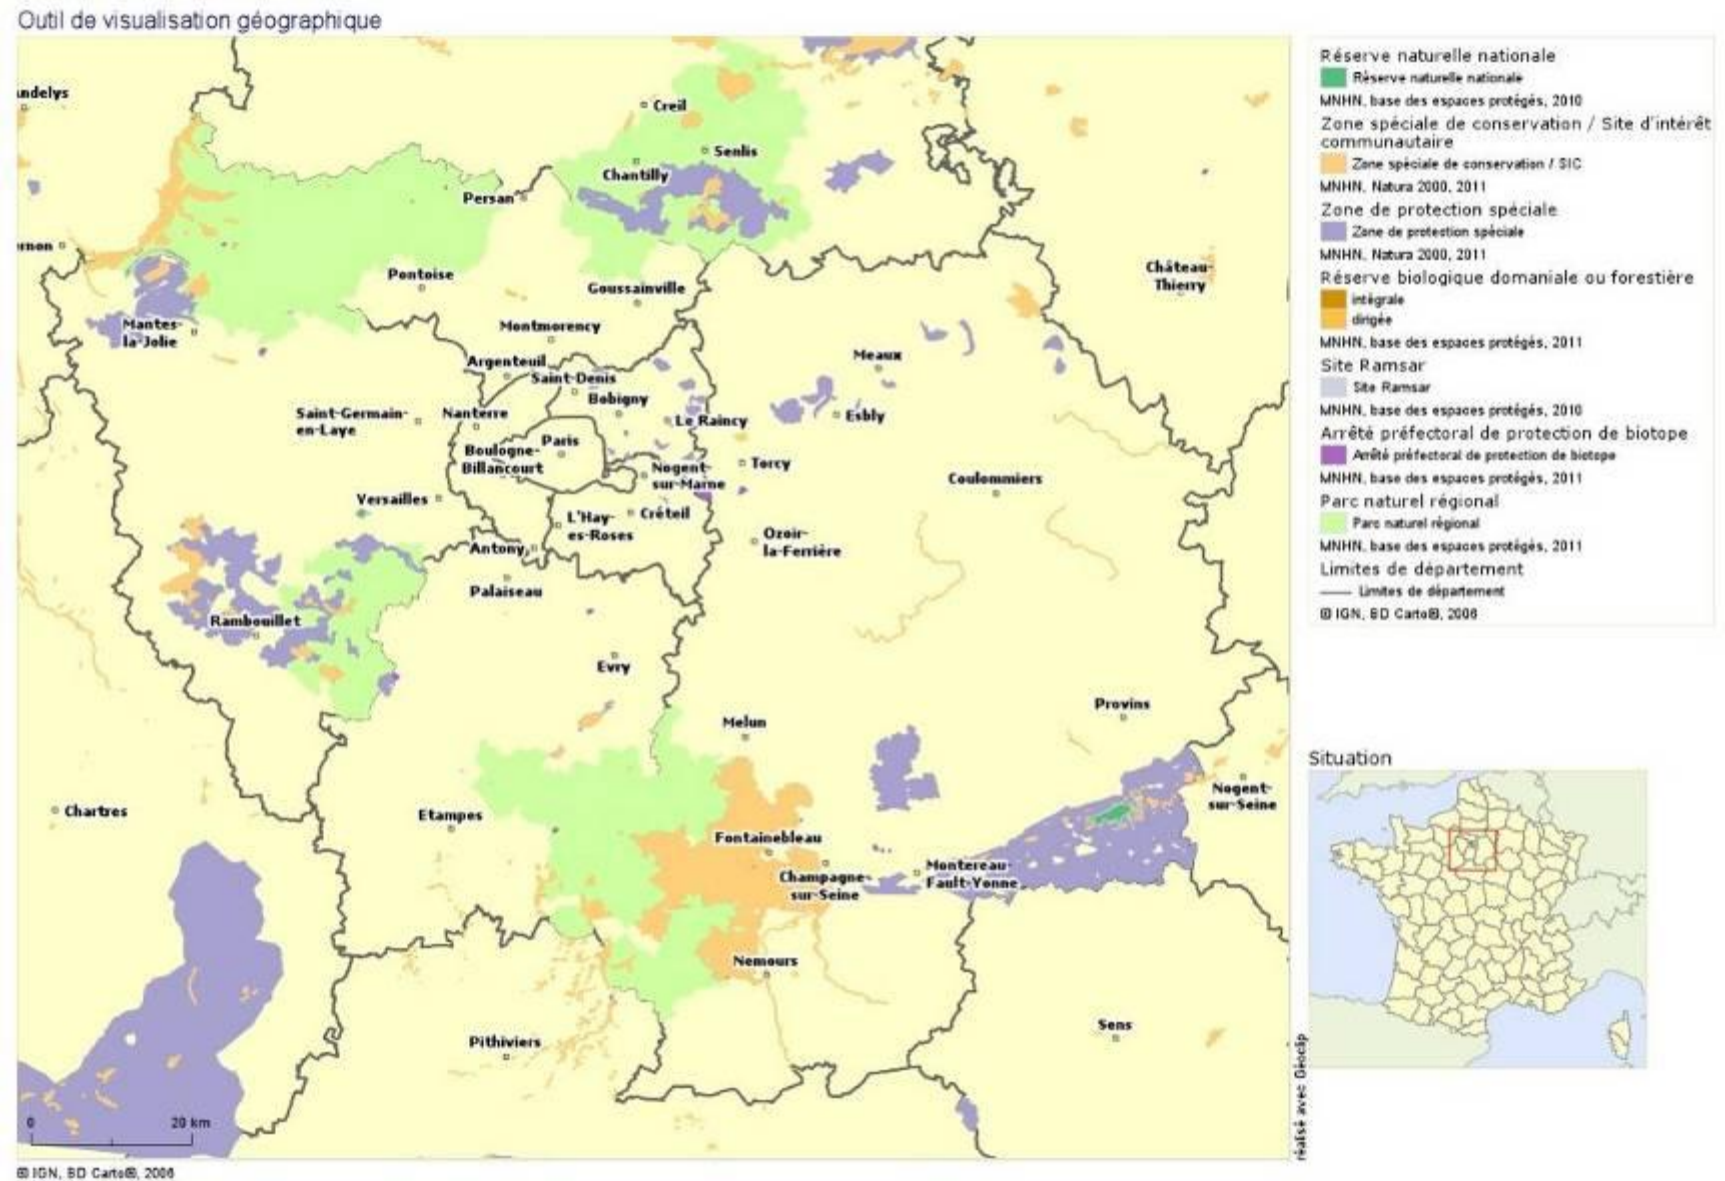 Outil de visualisation géographique
andelys
Creil
Senlis
Chantilly
Persan
Pontoise
Goussainville
Château-
Thierry
Mantes-
la-Jolie
Montmorency
Argenteuil
Saint-Denis
Bobigny
Meaux
Saint-Germain-
en-Laye
Nanterre
Le Raincy
Esbly
Paris
Boulogne-
Billancourt
Nogent-
sur-Marne
Torcy
Coulommiers
Versailles
L'Hay-
es-Roses
Créteil
Ozoir-
la-Ferrière
Antony
Palaiseau
Rambouillet
Evry
Melun
Provins
Nogent-
sur-Seine
Chartres
Etampes
Fontainebleau
Champagne-
sur-Seine
Montereau-
Fault-Yonne
Nemours
Pithiviers
Sens
0 20 km
© IGN, BD Carto®, 2006
réalisé avec Géocip
Réserve naturelle nationale
Réserve naturelle nationale
MNHN, base des espaces protégés, 2010
Zone spéciale de conservation / Site d'intérêt
communautaire
Zone spéciale de conservation / SIC
MNHN, Natura 2000, 2011
Zone de protection spéciale
Zone de protection spéciale
MNHN, Natura 2000, 2011
Réserve biologique domaniale ou forestière
intégrale
dirigée
MNHN, base des espaces protégés, 2011
Site Ramsar
Site Ramsar
MNHN, base des espaces protégés, 2010
Arrêté préfectoral de protection de biotope
Arrêté préfectoral de protection de biotope
MNHN, base des espaces protégés, 2011
Parc naturel régional
Parc naturel régional
MNHN, base des espaces protégés, 2011
Limites de département
Limites de département
© IGN, BD Carto®, 2006
Situation